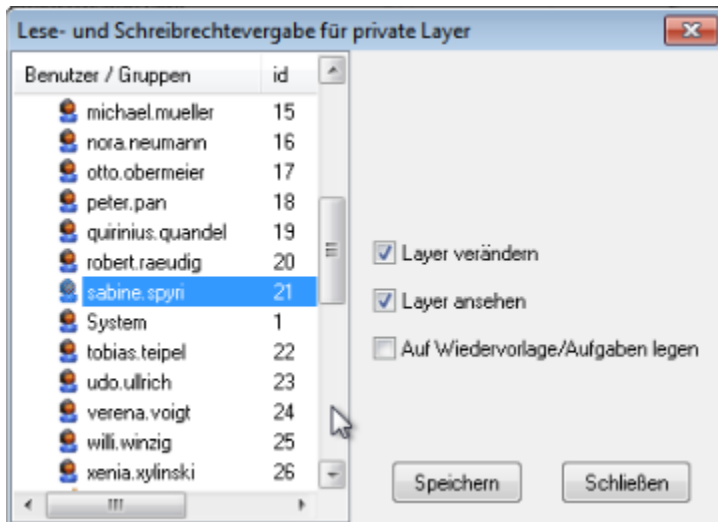 Lese- und Schreibrechtevergabe für private Layer
Benutzer / Gruppen id
michael.mueller 15
nora.neumann 16
otto.obermeier 17
peter.pan 18
quirinius.quandel 19
robert.raeudig 20
sabine.spyri 21
System 1
tobias.teipel 22
udo.ullrich 23
verena.voigt 24
willi.winzig 25
xenia.xylinski 26
Layer verändern
Layer ansehen
Auf Wiedervorlage/Aufgaben legen
Speichern Schließen